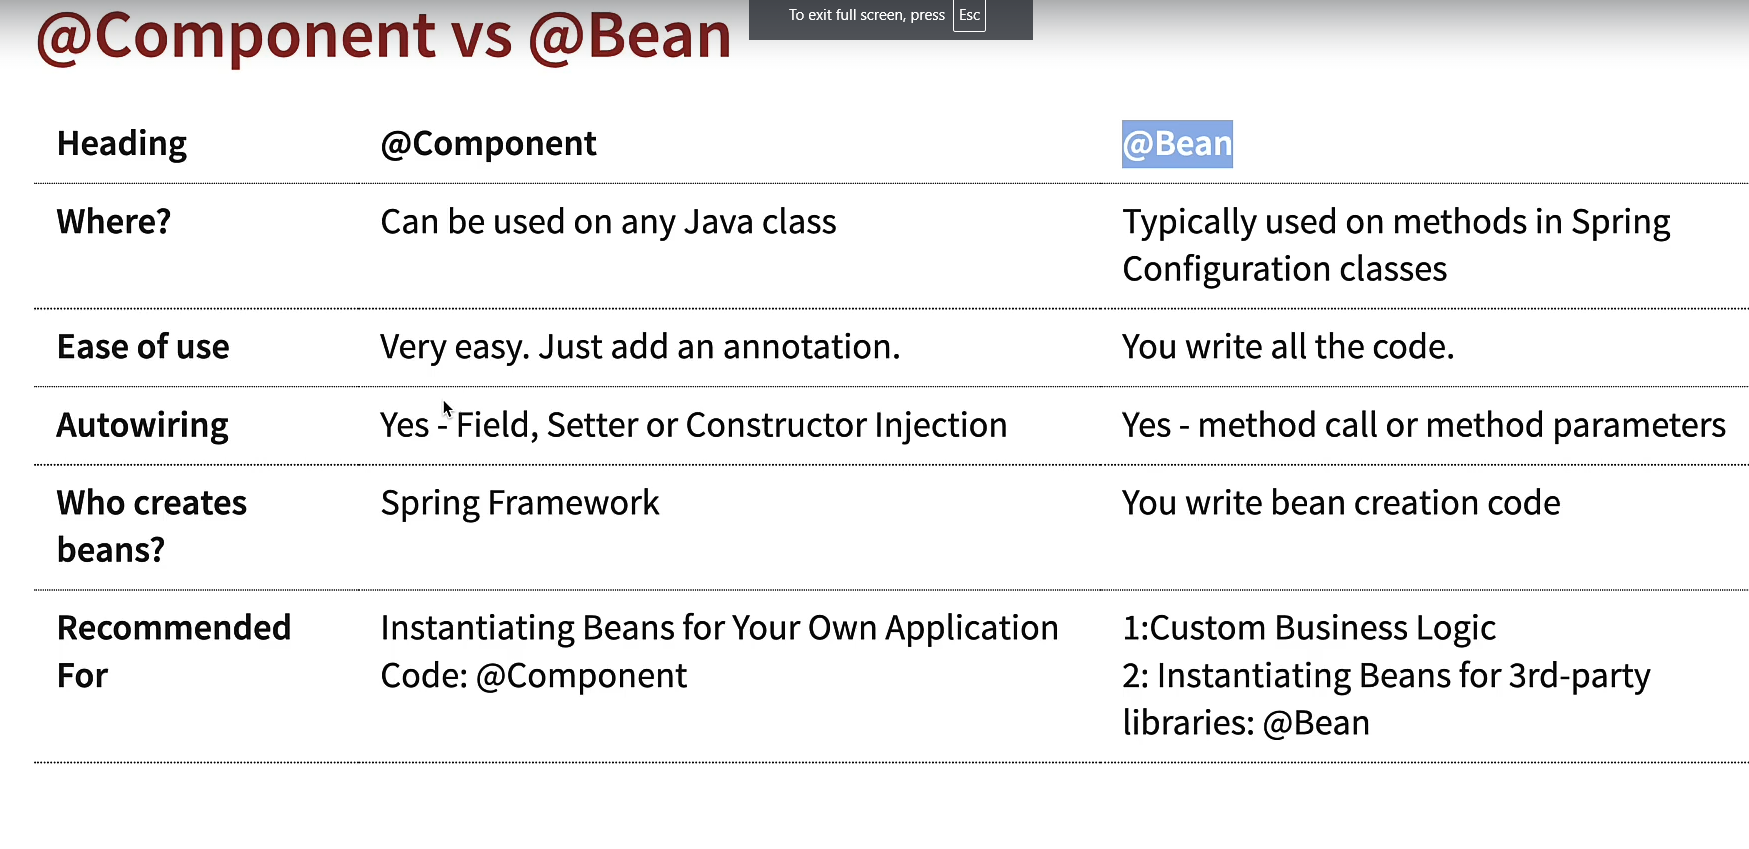 To exit full screen, press Esc
@Component vs @Bean
Heading @Component @Bean
Where? Can be used on any Java class Typically used on methods in Spring
Configuration classes
Ease of use Very easy. Just add an annotation. You write all the code.
Autowiring Yes - Field, Setter or Constructor Injection Yes - method call or method parameters
Who creates Spring Framework You write bean creation code
beans?
Recommended Instantiating Beans for Your Own Application 1:Custom Business Logic
For Code: @Component 2: Instantiating Beans for 3rd-party
libraries: @Bean